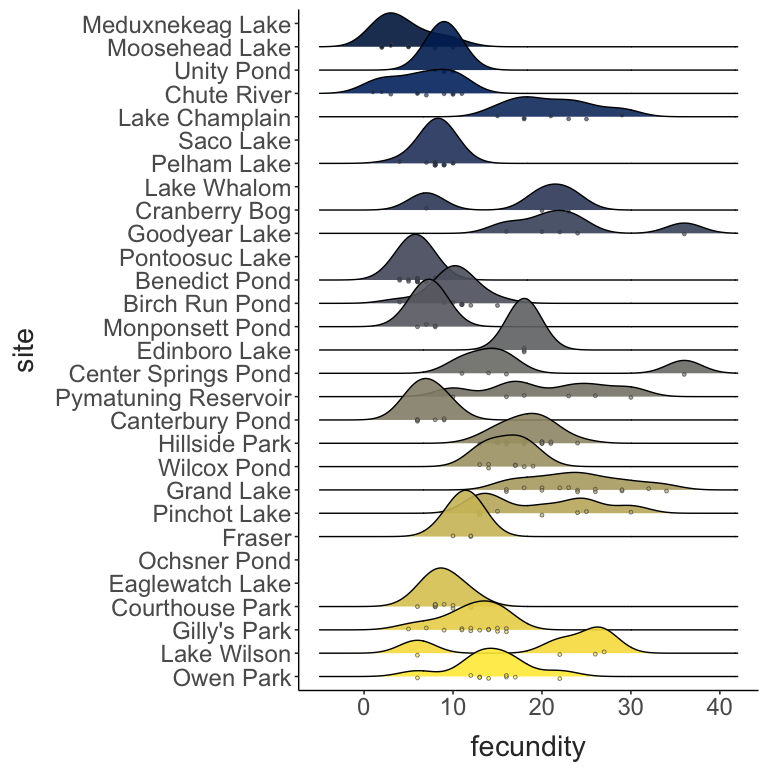 Meduxnekeag Lake
Moosehead Lake
Unity Pond
Chute River
Lake Champlain
Saco Lake
Pelham Lake
Lake Whalom
Cranberry Bog
Goodyear Lake
Pontoosuc Lake
Benedict Pond
Birch Run Pond
Monponsett Pond
Edinboro Lake
Center Springs Pond
Pymatuning Reservoir
Canterbury Pond
Hillside Park
Wilcox Pond
Grand Lake
Pinchot Lake
Fraser
Ochsner Pond
Eaglewatch Lake
Courthouse Park
Gilly's Park
Lake Wilson
Owen Park
site
0 10 20 30 40
fecundity